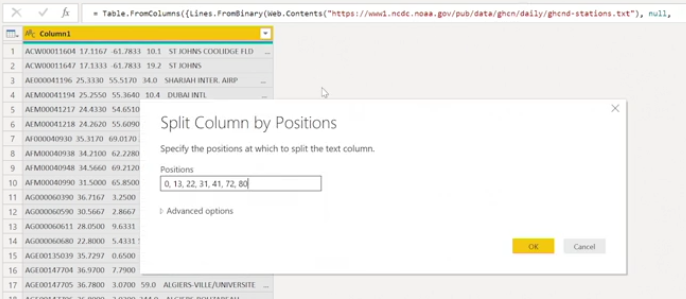 = Table.FromColumns({Lines.FromBinary(Web.Contents("https://www1.ncdc.noaa.gov/pub/data/ghcn/daily/ghcnd-stations.txt"), null,
Column1
1 ACW00011604 17.1167 -61.7833 10.1 ST JOHNS COOLIDGE FLD ...
2 ACW00011647 17.1333 -61.7833 19.2 ST JOHNS ...
3 AE000041196 25.3330 55.5170 34.0 SHARJAH INTER. AIRP ...
4 AEM00041194 25.2550 55.3640 10.4 DUBAI INTL ...
5 AEM00041217 24.4330 54.6510
6 AEM00041218 24.2620 55.6090
7 AF000040930 35.3170 69.0170
8 AFM00040938 34.2100 62.2280
9 AFM00040948 34.5660 69.2120
10 AFM00040990 31.5000 65.8500
11 AG000060390 36.7167 3.2500
12 AG000060590 30.5667 2.8667
13 AG000060611 28.0500 9.6331
14 AG000060680 22.8000 5.4331
15 AGE00135039 35.7297 0.6500
16 AGE00147704 36.9700 7.7900
17 AGE00147705 36.7800 3.0700 59.0 ALGIERS-VILLE/UNIVERSITE ...
Split Column by Positions
Specify the positions at which to split the text column.
Positions
0, 13, 22, 31, 41, 72, 80
Advanced options
OK Cancel